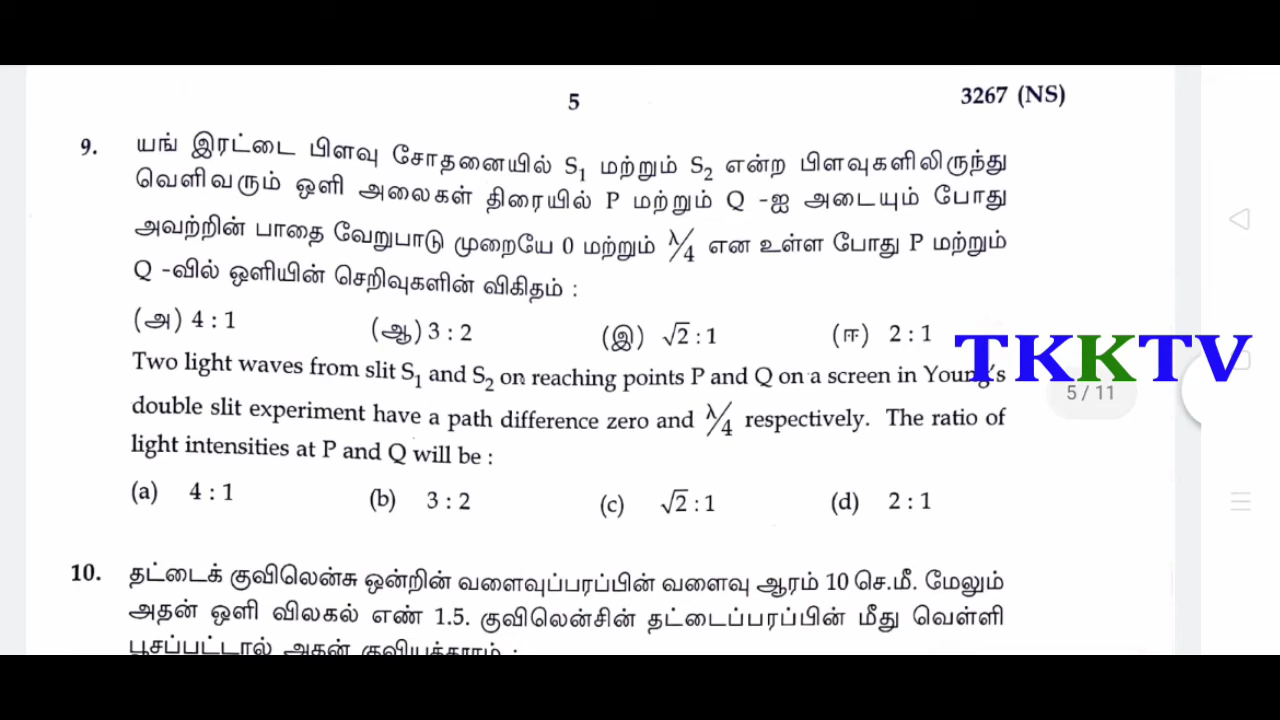 5
3267 (NS)
9. யங் இரட்டை பிளவு சோதனையில் S₁ மற்றும் S₂ என்ற பிளவுகளிலிருந்து
வெளிவரும் ஒளி அலைகள் திரையில் P மற்றும் Q -ஐ அடையும் போது
அவற்றின் பாதை வேறுபாடு முறையே 0 மற்றும் λ/4 என உள்ள போது P மற்றும்
Q -வில் ஒளியின் செறிவுகளின் விகிதம் :
(அ) 4 : 1 (ஆ) 3 : 2 (இ) √2 : 1 (ஈ) 2 : 1
TKKTV
Two light waves from slit S₁ and S₂ on reaching points P and Q on a screen in Young's
5 / 11
double slit experiment have a path difference zero and λ/4 respectively. The ratio of
light intensities at P and Q will be :
(a) 4 : 1 (b) 3 : 2 (c) √2 : 1 (d) 2 : 1
10. தட்டைக் குவிலென்சு ஒன்றின் வளைவுப்பரப்பின் வளைவு ஆரம் 10 செ.மீ. மேலும்
அதன் ஒளி விலகல் எண் 1.5. குவிலென்சின் தட்டைப்பரப்பின் மீது வெள்ளி
பூசப்பட்டால் அதன் குவியத்தூரம் :